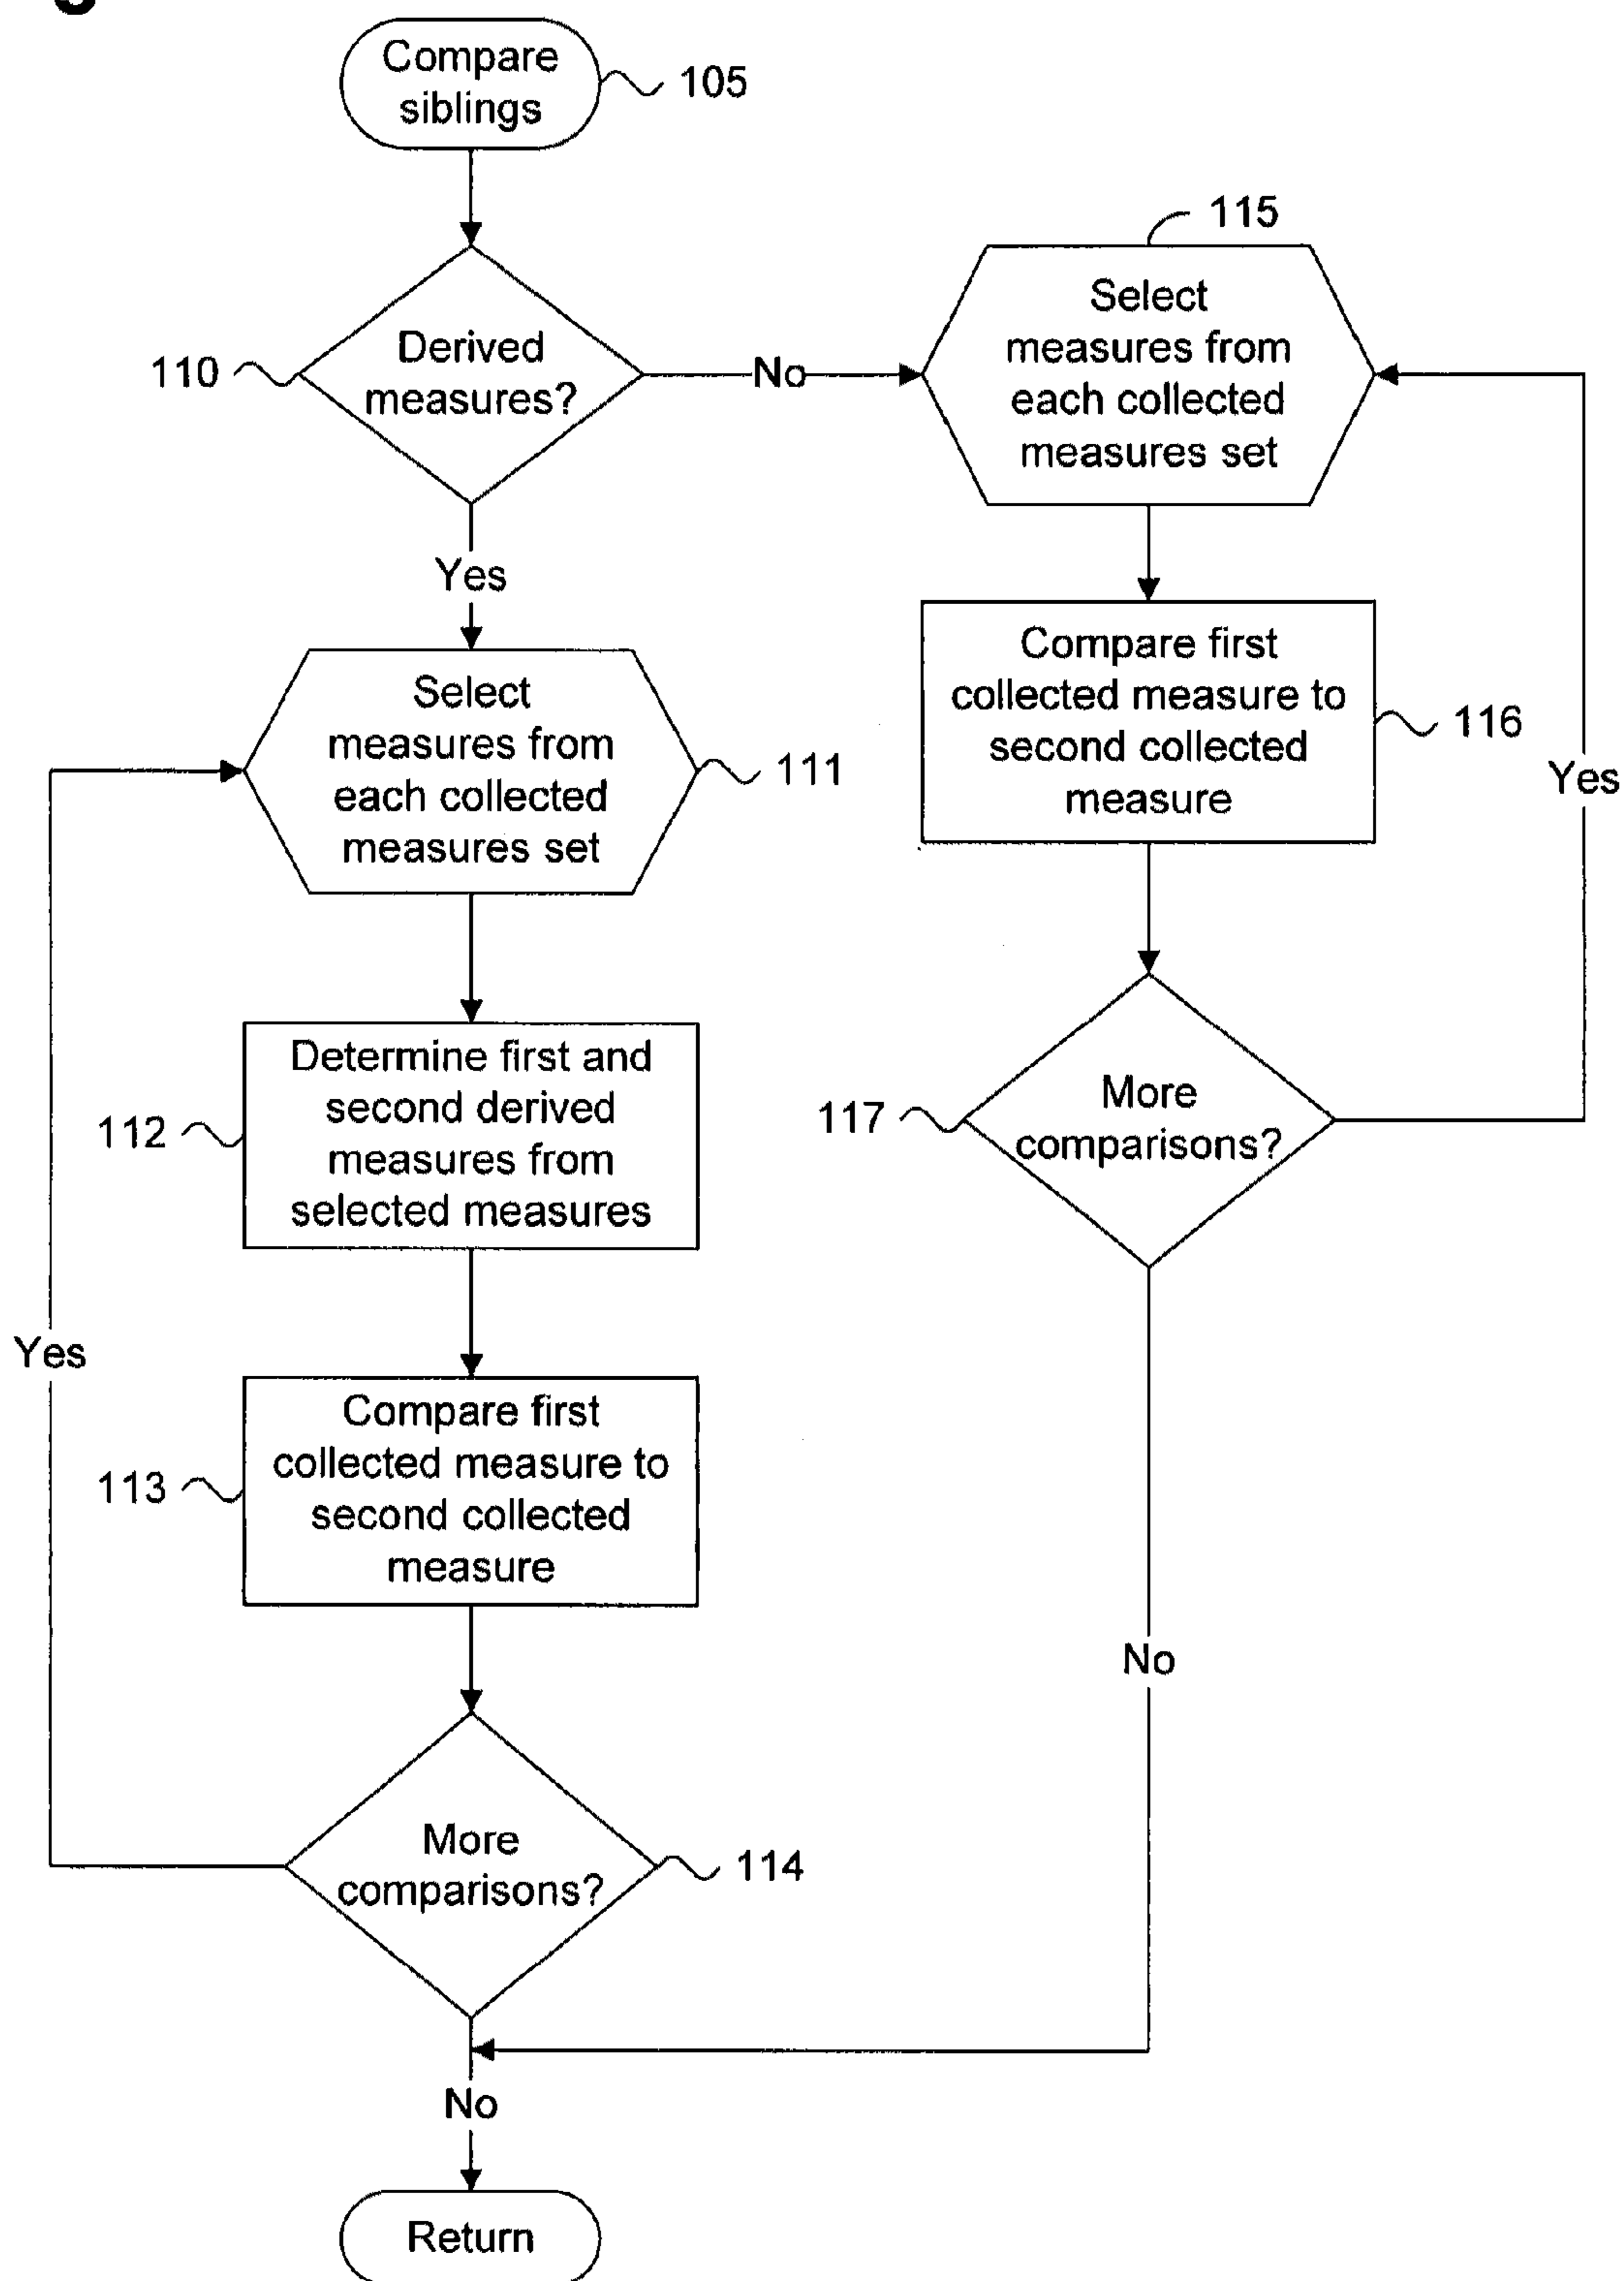 Compare
siblings
105
110
Derived
measures?
No
115
Select
measures from
each collected
measures set
Yes
Select
measures from
each collected
measures set
111
Compare first
collected measure to
second collected
measure
116
Yes
Determine first and
second derived
measures from
selected measures
112
117
More
comparisons?
Yes
Compare first
collected measure to
second collected
measure
113
No
More
comparisons?
114
No
Return